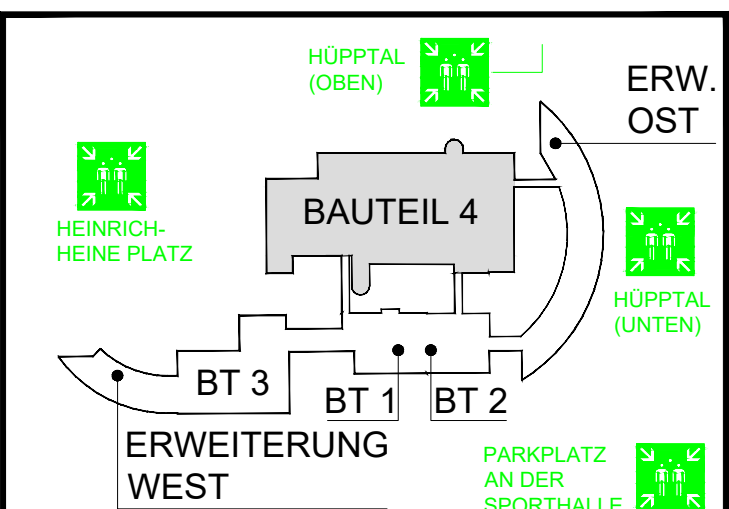 HÜPPTAL
(OBEN)
ERW.
OST
HEINRICH-
HEINE PLATZ
BAUTEIL 4
HÜPPTAL
(UNTEN)
BT 3
BT 1
BT 2
ERWEITERUNG
WEST
PARKPLATZ
AN DER
SPORTHALLE